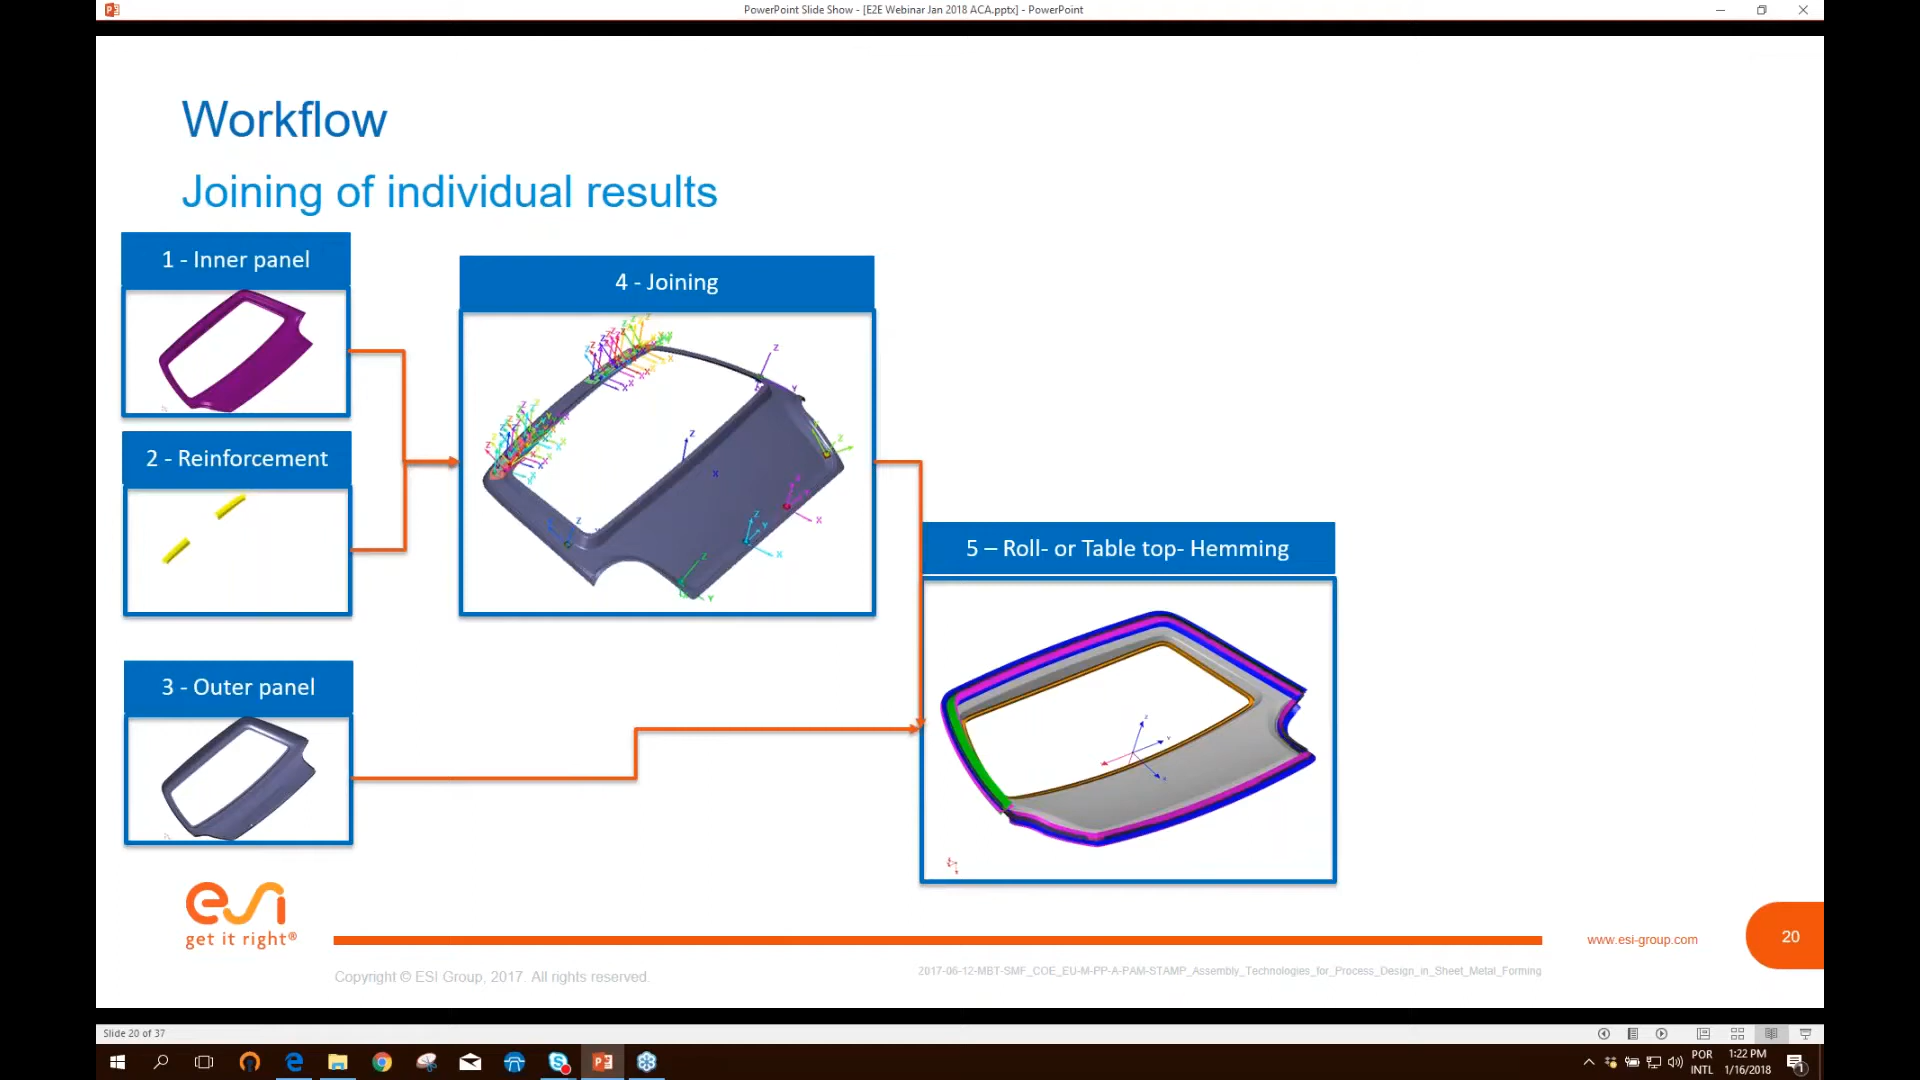 PowerPoint Slide Show - [E2E Webinar Jan 2018 ACA.pptx] - PowerPoint
Workflow
Joining of individual results
1 - Inner panel
4 - Joining
2 - Reinforcement
5 – Roll- or Table top- Hemming
3 - Outer panel
esi
get it right®
www.esi-group.com
20
Copyright © ESI Group, 2017. All rights reserved.
2017-06-12-MBT-SMF_COE_EU-M-PP-A-PAM-STAMP_Assembly_Technologies_for_Process_Design_in_Sheet_Metal_Forming
Slide 20 of 37
POR
INTL
1:22 PM
1/16/2018